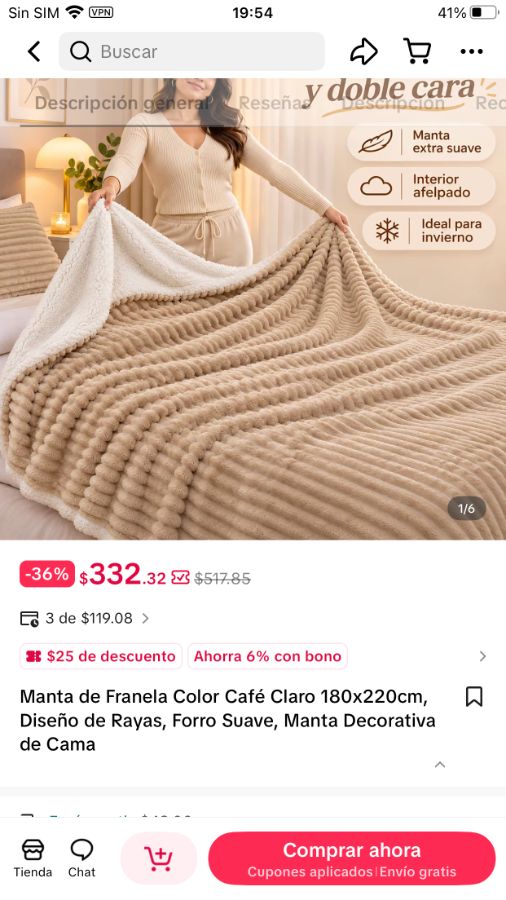 Sin SIM VPN 19:54 41%
Buscar
y doble cara
Descripción general Reseñas Descripción Rec
Manta
extra suave
Interior
afelpado
Ideal para
invierno
1/6
-36% $332.32 $517.85
3 de $119.08
$25 de descuento Ahorra 6% con bono
Manta de Franela Color Café Claro 180x220cm,
Diseño de Rayas, Forro Suave, Manta Decorativa
de Cama
Tienda
Chat
Comprar ahora
Cupones aplicados | Envío gratis